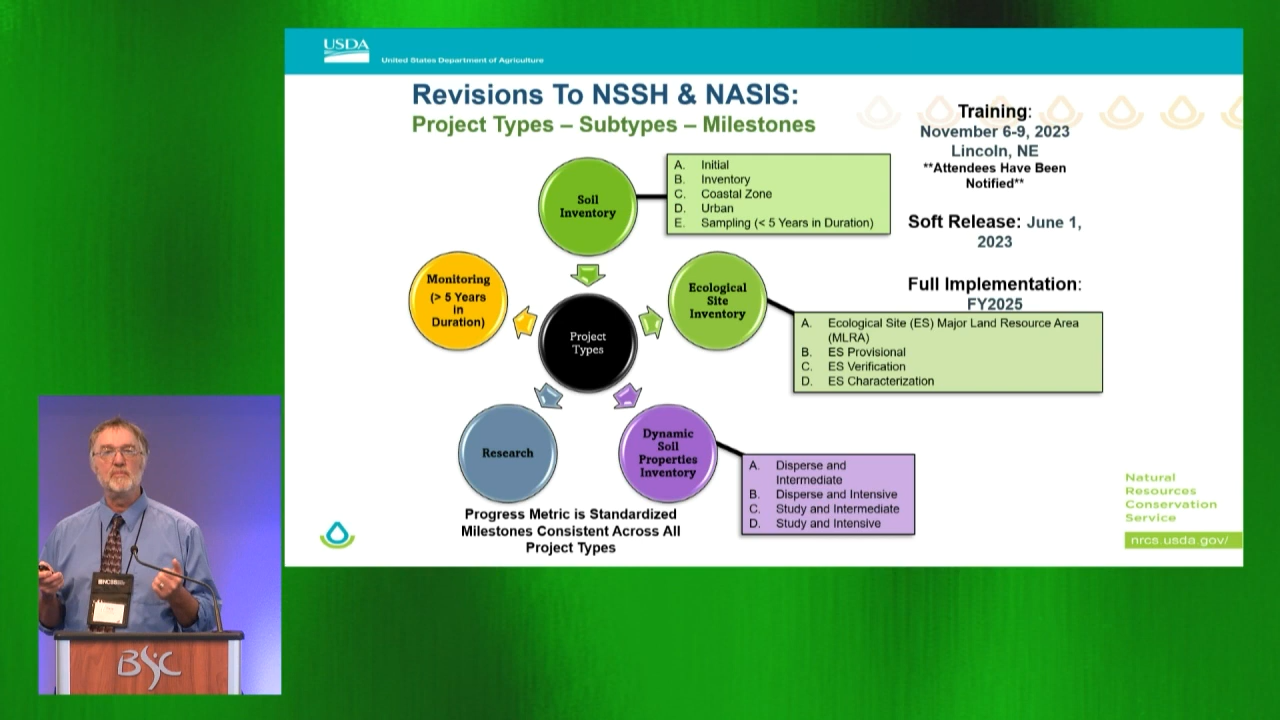 USDA
United States Department of Agriculture
Revisions To NSSH & NASIS:
Project Types – Subtypes – Milestones
Training:
November 6-9, 2023
Lincoln, NE
**Attendees Have Been
Notified**
Soft Release: June 1,
2023
Full Implementation:
FY2025
Soil
Inventory
A. Initial
B. Inventory
C. Coastal Zone
D. Urban
E. Sampling (< 5 Years in Duration)
Monitoring
(> 5 Years
in
Duration)
Project
Types
Ecological
Site
Inventory
A. Ecological Site (ES) Major Land Resource Area
(MLRA)
B. ES Provisional
C. ES Verification
D. ES Characterization
Research
Dynamic
Soil
Properties
Inventory
A. Disperse and
Intermediate
B. Disperse and Intensive
C. Study and Intermediate
D. Study and Intensive
Progress Metric is Standardized
Milestones Consistent Across All
Project Types
Natural
Resources
Conservation
Service
nrcs.usda.gov/
BSC